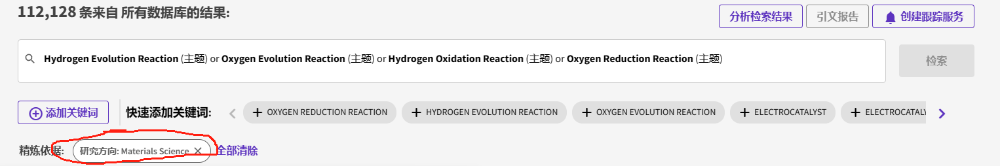 112,128 条来自 所有数据库的结果:
分析检索结果 引文报告 创建跟踪服务
Hydrogen Evolution Reaction (主题) or Oxygen Evolution Reaction (主题) or Hydrogen Oxidation Reaction (主题) or Oxygen Reduction Reaction (主题) 检索
添加关键词 快速添加关键词: + OXYGEN REDUCTION REACTION + HYDROGEN EVOLUTION REACTION + OXYGEN EVOLUTION REACTION + ELECTROCATALYST + ELECTROCATALY
精炼依据: 研究方向: Materials Science × 全部清除